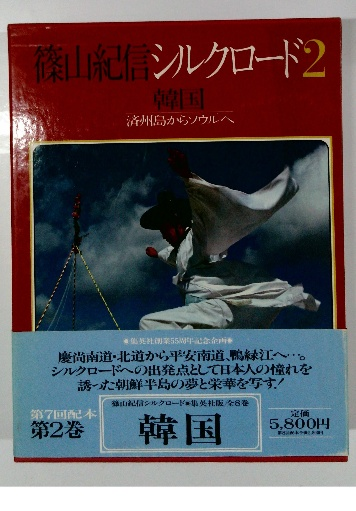 篠山紀信シルクロード2
韓国
済州島からソウルへ
●集英社創業55周年記念企画●
慶尚南道・北道から平安南道、鴨緑江へ…。
シルクロードへの出発点として日本人の憧れを
誘った朝鮮半島の夢と栄華を写す！
篠山紀信シルクロード●集英社版/全8巻
第7回配本
第2巻
韓国
定価
5,800円